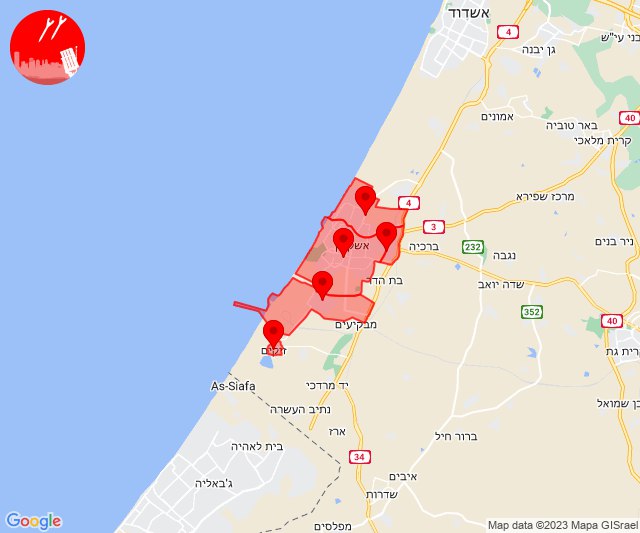 אשדוד
4
גן יבנה
בני עי"ש
אמונים
באר טוביה
40
קרית מלאכי
מרכז שפירא
4
3
232
אשקלון
ברכיה
נגבה
ניר בנים
בת הדר
שדה יואב
352
40
מבקיעים
זיקים
קרית גת
As-Siafa
יד מרדכי
נתיב העשרה
ארז
בית לאהיה
ברור חיל
34
ג'באליה
איבים
שדרות
מפלסים
Google
Map data ©2023 Mapa GISrael